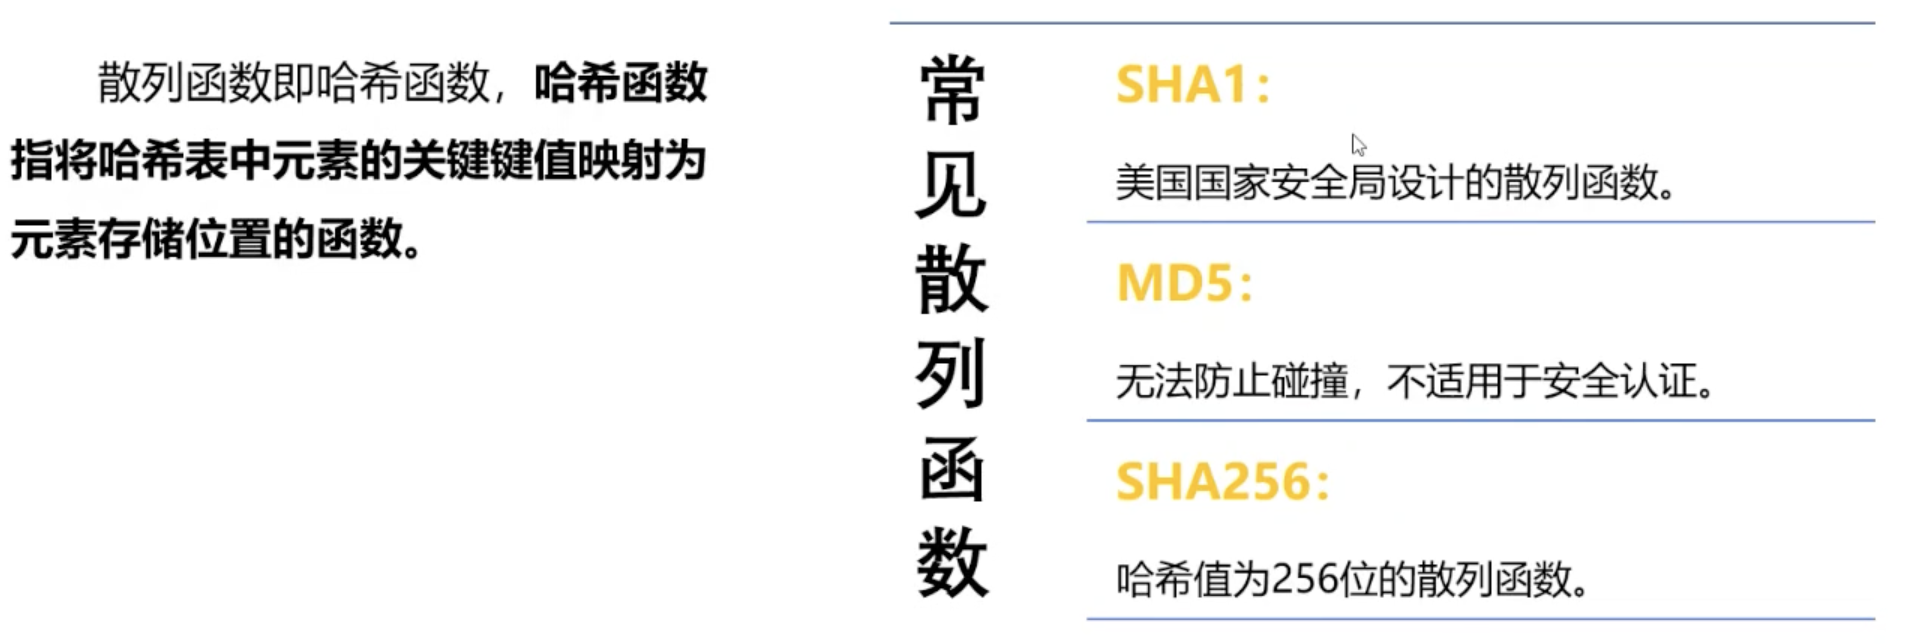 散列函数即哈希函数，哈希函数
指将哈希表中元素的关键键值映射为
元素存储位置的函数。
常见散列函数
SHA1：
美国国家安全局设计的散列函数。
MD5：
无法防止碰撞，不适用于安全认证。
SHA256：
哈希值为256位的散列函数。